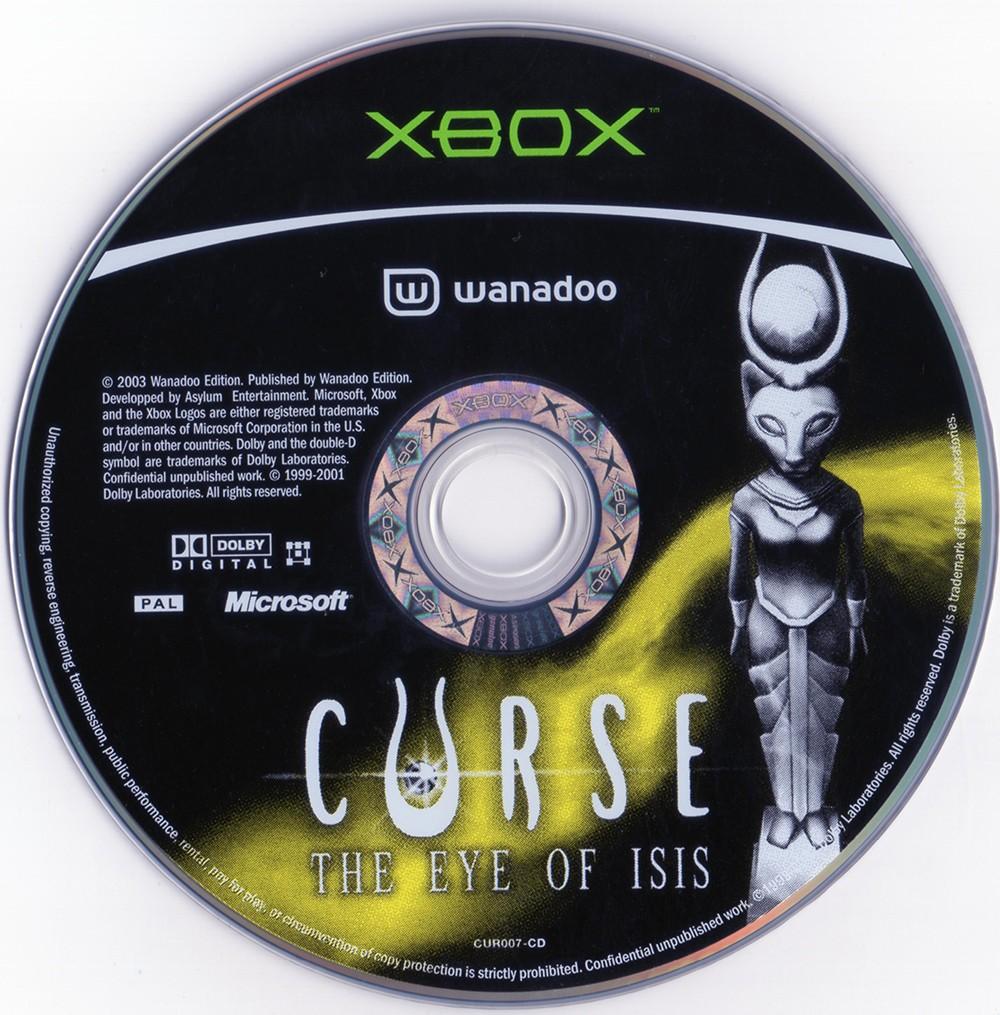 XBOX™
wanadoo
© 2003 Wanadoo Edition. Published by Wanadoo Edition.
Developped by Asylum Entertainment. Microsoft, Xbox
and the Xbox Logos are either registered trademarks
or trademarks of Microsoft Corporation in the U.S.
and/or in other countries. Dolby and the double-D
symbol are trademarks of Dolby Laboratories.
Confidential unpublished work. © 1999-2001
Dolby Laboratories. All rights reserved.
XBOX
DOLBY
DIGITAL
PAL
Microsoft®
CURSE
THE EYE OF ISIS
CUR007-CD
Unauthorized copying, reverse engineering, transmission, public performance, rental, pay for play, or circumvention of copy protection is strictly prohibited. Confidential unpublished work. © Dolby Laboratories. All rights reserved. Dolby is a trademark of Dolby Laboratories.